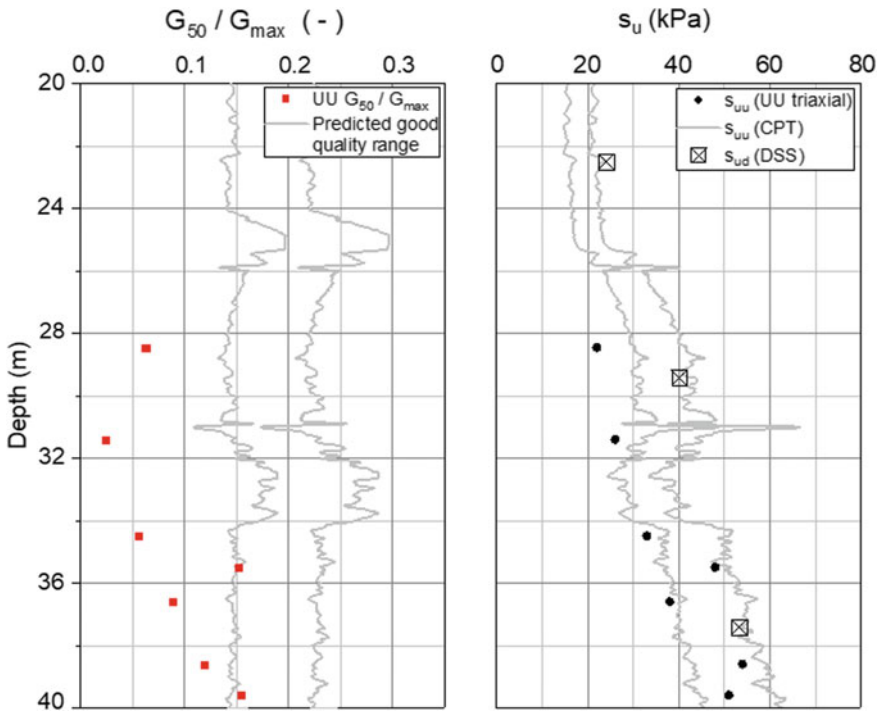 G50 / Gmax ( - )
su (kPa)
0.0 0.1 0.2 0.3
0 20 40 60 80
20
24
28
32
36
40
Depth (m)
UU G50 / Gmax
Predicted good
quality range
suu (UU triaxial)
suu (CPT)
sud (DSS)